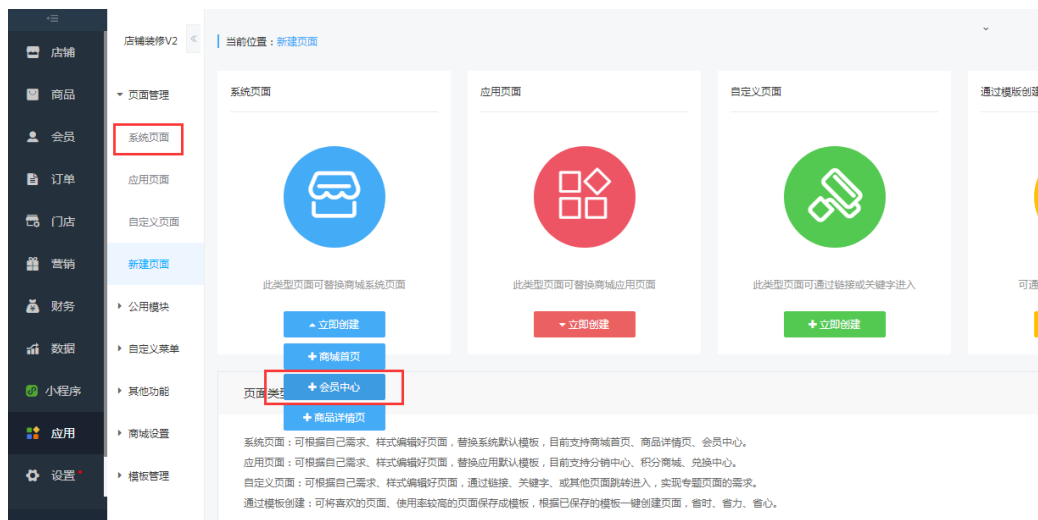 店铺
商品
会员
订单
门店
营销
财务
数据
小程序
应用
设置
店铺装修V2
页面管理
系统页面
应用页面
自定义页面
新建页面
公用模块
自定义菜单
其他功能
商城设置
模板管理
当前位置：新建页面
系统页面
此类型页面可替换商城系统页面
立即创建
商城首页
会员中心
商品详情页
应用页面
此类型页面可替换商城应用页面
立即创建
自定义页面
此类型页面可通过链接或关键字进入
立即创建
通过模版创建
可通
页面类型
系统页面：可根据自己需求、样式编辑好页面，替换系统默认模板，目前支持商城首页、商品详情页、会员中心。
应用页面：可根据自己需求、样式编辑好页面，替换应用默认模板，目前支持分销中心、积分商城、兑换中心。
自定义页面：可根据自己需求、样式编辑好页面，通过链接、关键字、或其他页面跳转进入，实现专题页面的需求。
通过模板创建：可将喜欢的页面、使用率较高的页面保存成模板，根据已保存的模板一键创建页面，省时、省力、省心。